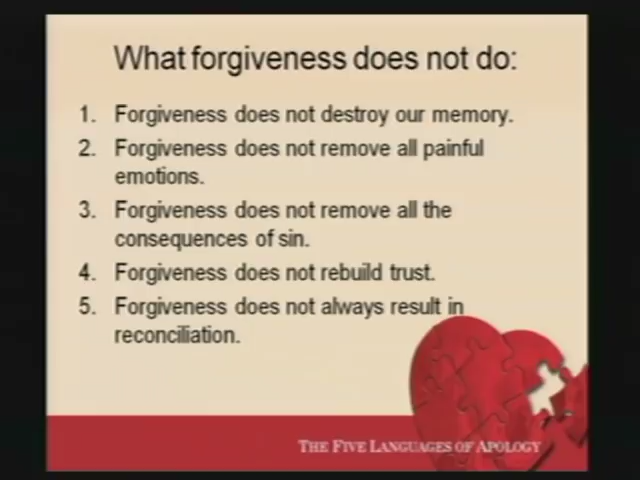 What forgiveness does not do:
1. Forgiveness does not destroy our memory.
2. Forgiveness does not remove all painful
emotions.
3. Forgiveness does not remove all the
consequences of sin.
4. Forgiveness does not rebuild trust.
5. Forgiveness does not always result in
reconciliation.
THE FIVE LANGUAGES OF APOLOGY